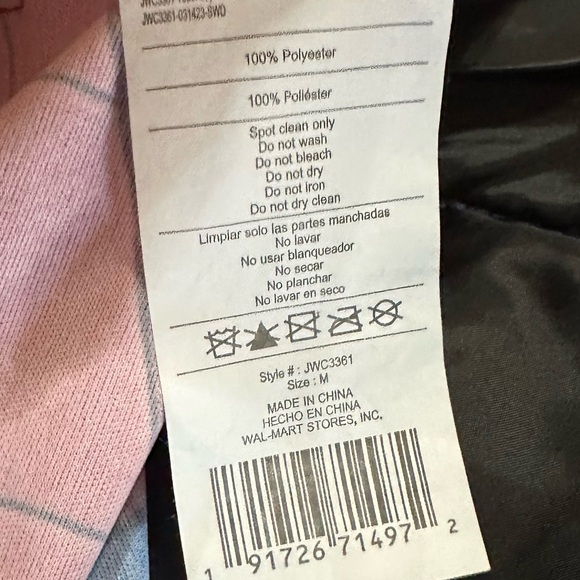 JWC3361-031423-SWD
100% Polyester
100% Poliéster
Spot clean only
Do not wash
Do not bleach
Do not dry
Do not iron
Do not dry clean
Limpiar solo las partes manchadas
No lavar
No usar blanqueador
No secar
No planchar
No lavar en seco
Style # : JWC3361
Size : M
MADE IN CHINA
HECHO EN CHINA
WAL-MART STORES, INC.
1 91726 71497 2